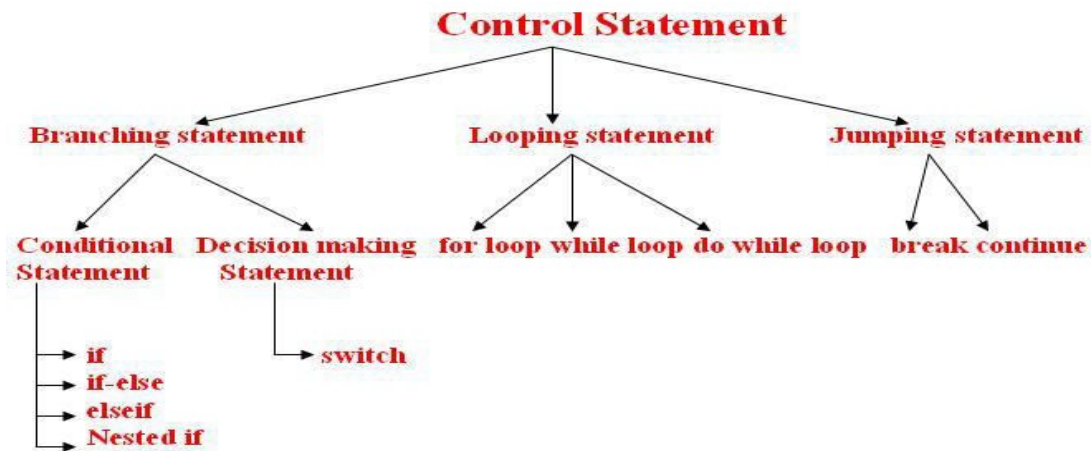 Control Statement
Branching statement
Looping statement
Jumping statement
Conditional
Statement
Decision making
Statement
for loop while loop do while loop
break continue
if
if-else
elseif
Nested if
switch